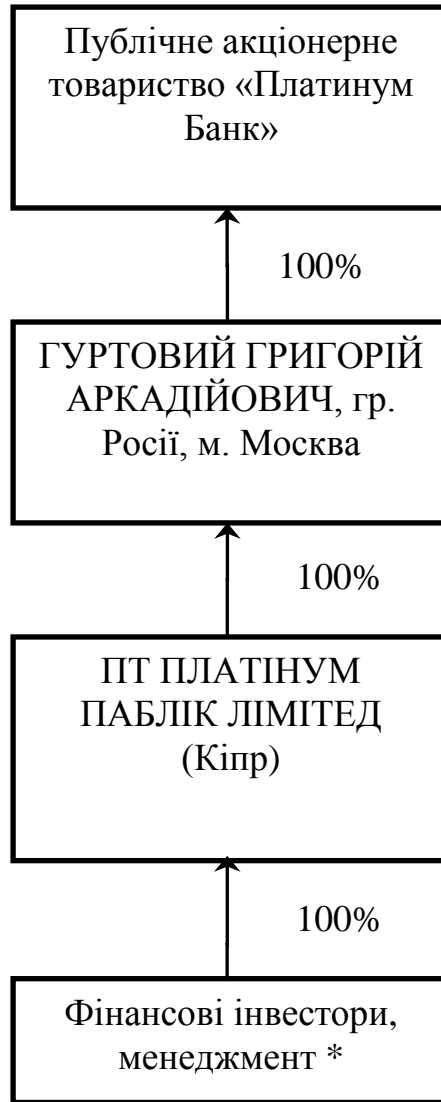 Публічне акціонерне
товариство «Платинум
Банк»
100%
ГУРТОВИЙ ГРИГОРІЙ
АРКАДІЙОВИЧ, гр.
Росії, м. Москва
100%
ПТ ПЛАТІНУМ
ПАБЛІК ЛІМІТЕД
(Кіпр)
100%
Фінансові інвестори,
менеджмент *